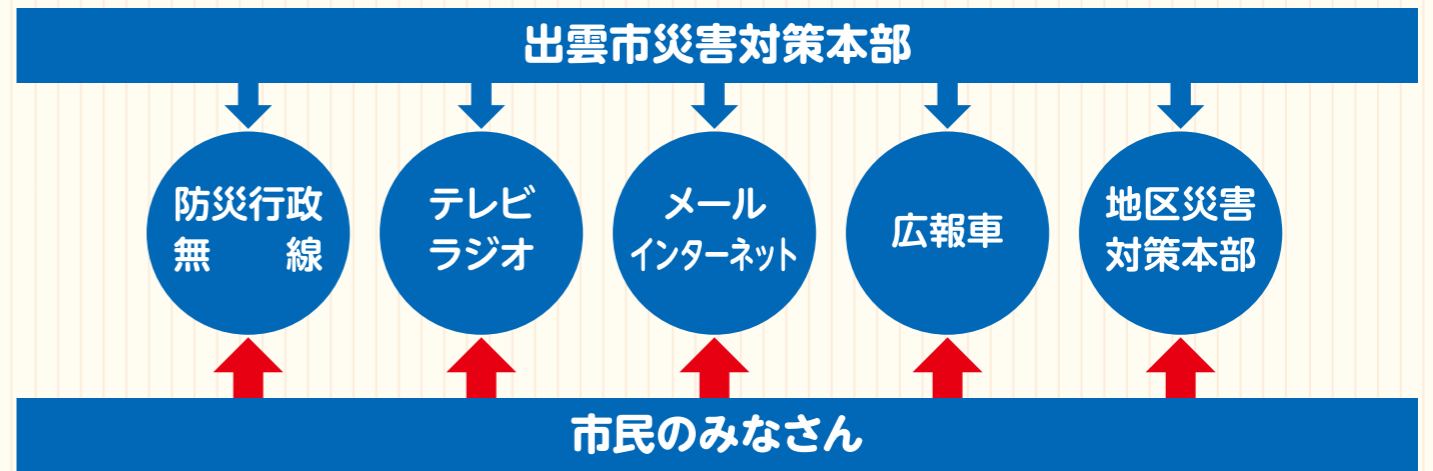 出雲市災害対策本部
防災行政
無　線
テレビ
ラジオ
メール
インターネット
広報車
地区災害
対策本部
市民のみなさん